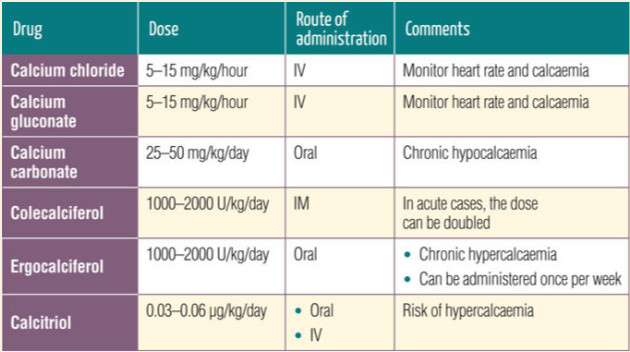 Drug Dose Route of administration Comments
Calcium chloride 5–15 mg/kg/hour IV Monitor heart rate and calcaemia
Calcium gluconate 5–15 mg/kg/hour IV Monitor heart rate and calcaemia
Calcium carbonate 25–50 mg/kg/day Oral Chronic hypocalcaemia
Colecalciferol 1000–2000 U/kg/day IM In acute cases, the dose
can be doubled
Ergocalciferol 1000–2000 U/kg/day Oral • Chronic hypercalcaemia
• Can be administered once per week
Calcitriol 0.03–0.06 µg/kg/day • Oral Risk of hypercalcaemia
• IV